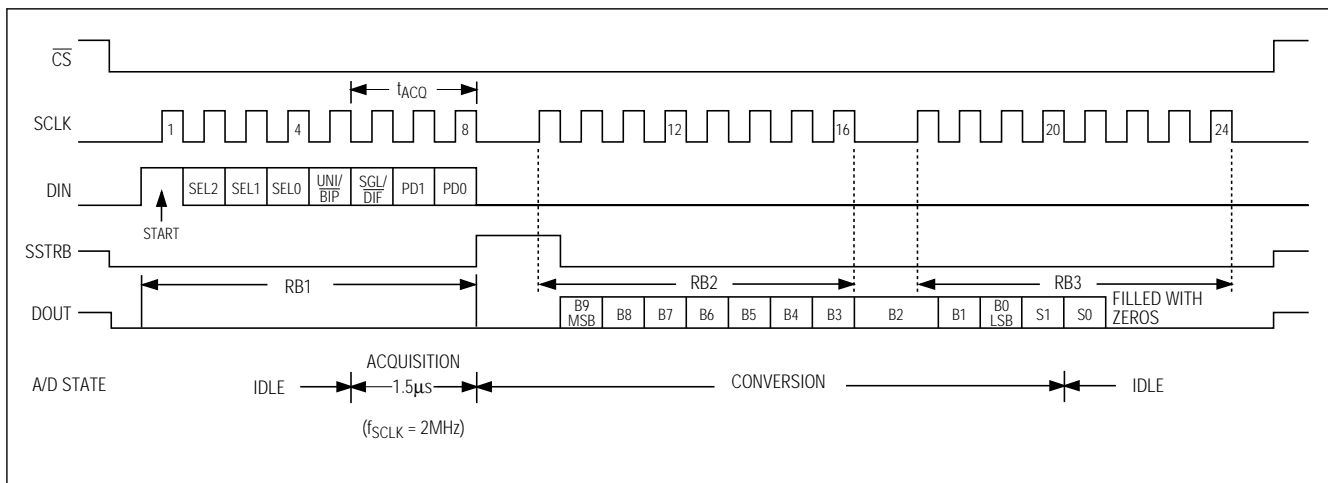 CS
tACQ
SCLK 1 4 8 12 16 20 24
DIN SEL2 SEL1 SEL0 UNI/BIP SGL/DIF PD1 PD0
START
SSTRB
RB1 RB2 RB3
DOUT B9 MSB B8 B7 B6 B5 B4 B3 B2 B1 B0 LSB S1 S0 FILLED WITH ZEROS
A/D STATE IDLE ACQUISITION 1.5µs CONVERSION IDLE
(fSCLK = 2MHz)